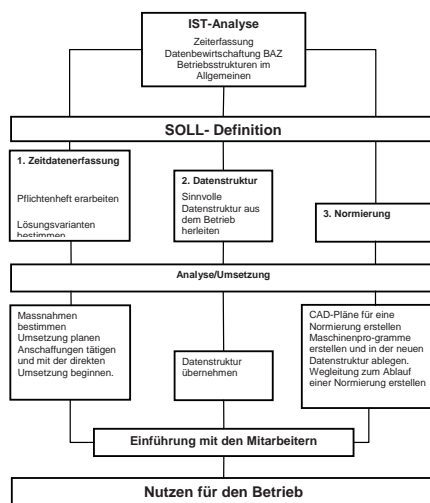 IST-Analyse
Zeiterfassung
Datenbewirtschaftung BAZ
Betriebsstrukturen im
Allgemeinen
SOLL- Definition
1. Zeitdatenerfassung
Pflichtenheft erarbeiten
Lösungsvarianten
bestimmen
2. Datenstruktur
Sinnvolle
Datenstruktur aus
dem Betrieb
herleiten
3. Normierung
Analyse/Umsetzung
Massnahmen
bestimmen
Umsetzung planen
Anschaffungen tätigen
und mit der direkten
Umsetzung beginnen.
Datenstruktur
übernehmen
CAD-Pläne für eine
Normierung erstellen
Maschinenpro-gramme
erstellen und in der neuen
Datenstruktur ablegen.
Wegleitung zum Ablauf
einer Normierung erstellen
Einführung mit den Mitarbeitern
Nutzen für den Betrieb